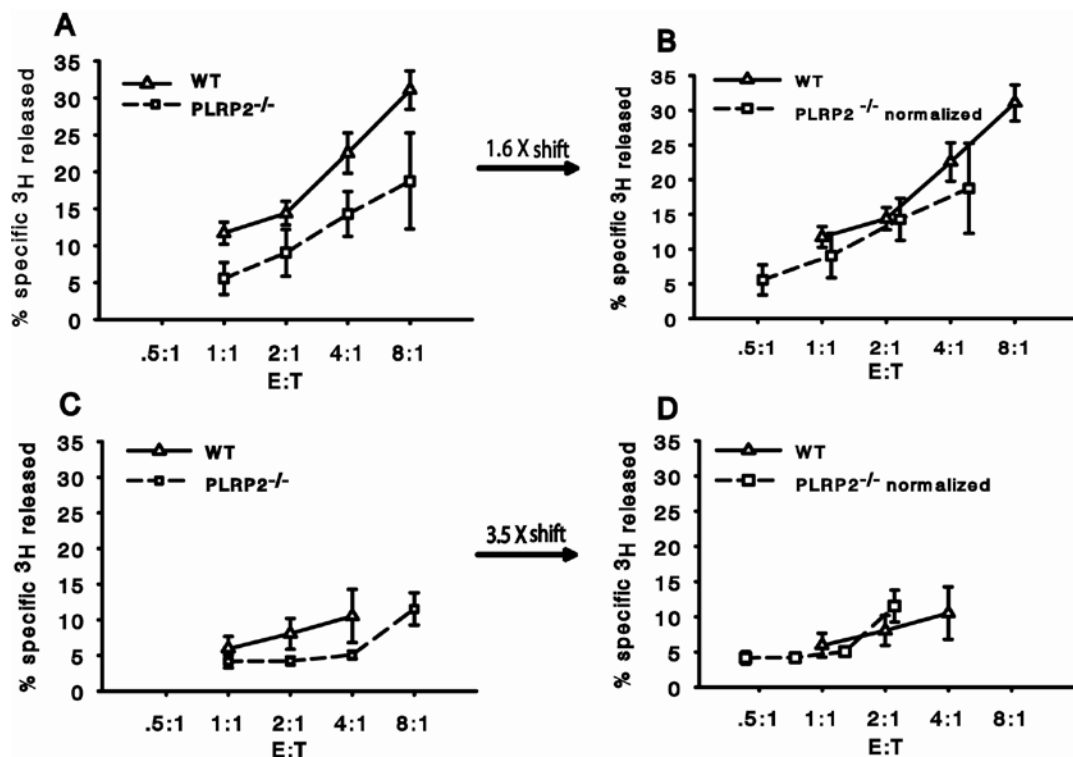 A
% specific ³H released
35
30
25
20
15
10
5
0
WT
PLRP2⁻/⁻
.5:1 1:1 2:1 4:1 8:1
E:T
1.6 X shift
B
% specific ³H released
35
30
25
20
15
10
5
0
WT
PLRP2 ⁻/⁻ normalized
.5:1 1:1 2:1 4:1 8:1
E:T
C
% specific ³H released
35
30
25
20
15
10
5
0
WT
PLRP2⁻/⁻
.5:1 1:1 2:1 4:1 8:1
E:T
3.5 X shift
D
% specific ³H released
35
30
25
20
15
10
5
0
WT
PLRP2⁻/⁻ normalized
.5:1 1:1 2:1 4:1 8:1
E:T